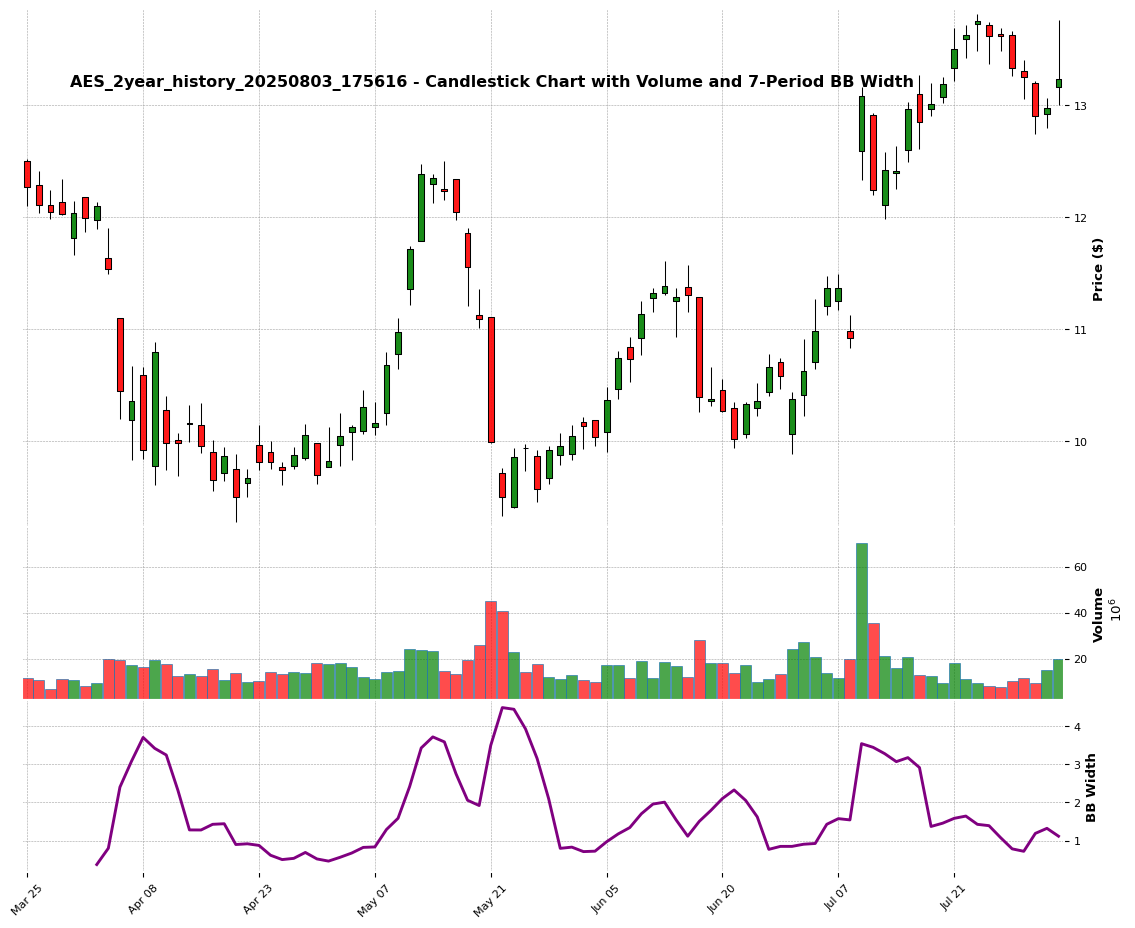 AES_2year_history_20250803_175616 - Candlestick Chart with Volume and 7-Period BB Width
13
12
11
10
Price ($)
60
40
20
Volume
10^6
4
3
2
1
BB Width
Mar 25
Apr 08
Apr 23
May 07
May 21
Jun 05
Jun 20
Jul 07
Jul 21